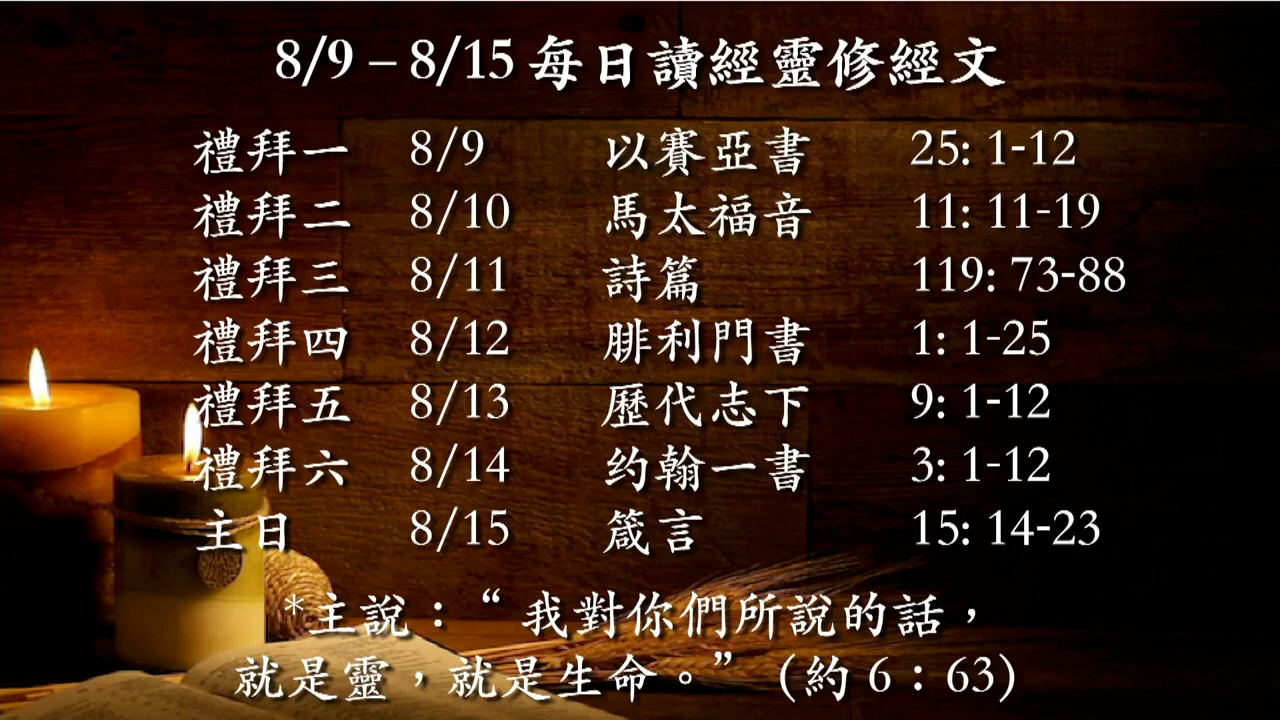 8/9 – 8/15 每日讀經靈修經文
禮拜一 8/9 以賽亞書 25: 1-12
禮拜二 8/10 馬太福音 11: 11-19
禮拜三 8/11 詩篇 119: 73-88
禮拜四 8/12 腓利門書 1: 1-25
禮拜五 8/13 歷代志下 9: 1-12
禮拜六 8/14 约翰一書 3: 1-12
主日 8/15 箴言 15: 14-23
*主說：“ 我對你們所說的話，
就是靈，就是生命。” (約 6：63)